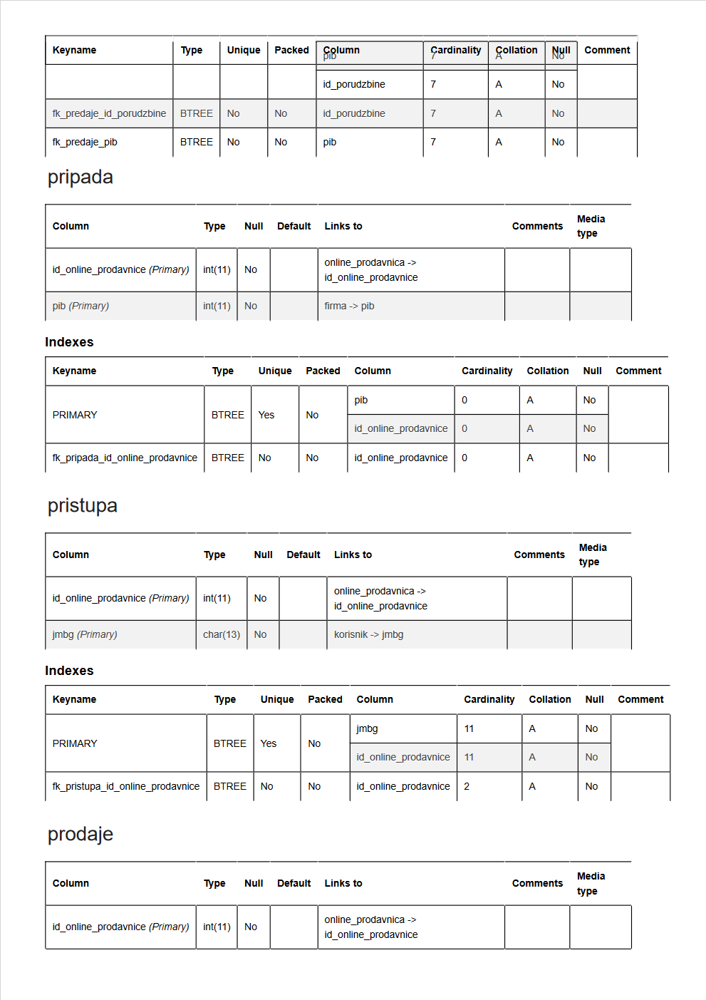 Keyname Type Unique Packed Column Cardinality Collation Null Comment
pib 7 A No
id_porudzbine 7 A No
fk_predaje_id_porudzbine BTREE No No id_porudzbine 7 A No
fk_predaje_pib BTREE No No pib 7 A No
pripada
Column Type Null Default Links to Comments Media type
id_online_prodavnice (Primary) int(11) No online_prodavnica ->
id_online_prodavnice
pib (Primary) int(11) No firma -> pib
Indexes
Keyname Type Unique Packed Column Cardinality Collation Null Comment
PRIMARY BTREE Yes No pib 0 A No
id_online_prodavnice 0 A No
fk_pripada_id_online_prodavnice BTREE No No id_online_prodavnice 0 A No
pristupa
Column Type Null Default Links to Comments Media type
id_online_prodavnice (Primary) int(11) No online_prodavnica ->
id_online_prodavnice
jmbg (Primary) char(13) No korisnik -> jmbg
Indexes
Keyname Type Unique Packed Column Cardinality Collation Null Comment
PRIMARY BTREE Yes No jmbg 11 A No
id_online_prodavnice 11 A No
fk_pristupa_id_online_prodavnice BTREE No No id_online_prodavnice 2 A No
prodaje
Column Type Null Default Links to Comments Media type
id_online_prodavnice (Primary) int(11) No online_prodavnica ->
id_online_prodavnice